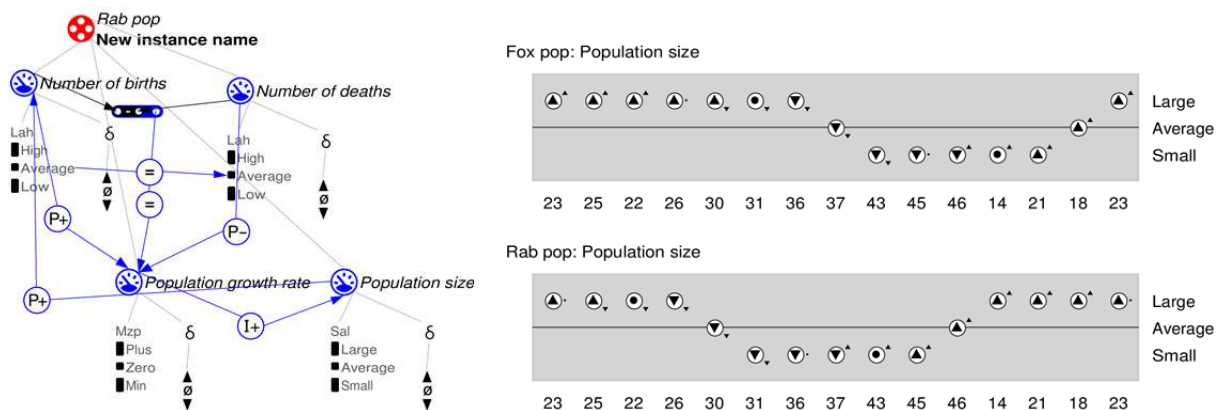 Rab pop
New instance name
Number of births
Number of deaths
Lah
High
Average
Low
δ
ø
Lah
High
Average
Low
δ
ø
=
=
P+
P-
P+
I+
Population growth rate
Population size
Mzp
Plus
Zero
Min
δ
ø
Sal
Large
Average
Small
δ
ø
Fox pop: Population size
Large
Average
Small
23 25 22 26 30 31 36 37 43 45 46 14 21 18 23
Rab pop: Population size
Large
Average
Small
23 25 22 26 30 31 36 37 43 45 46 14 21 18 23